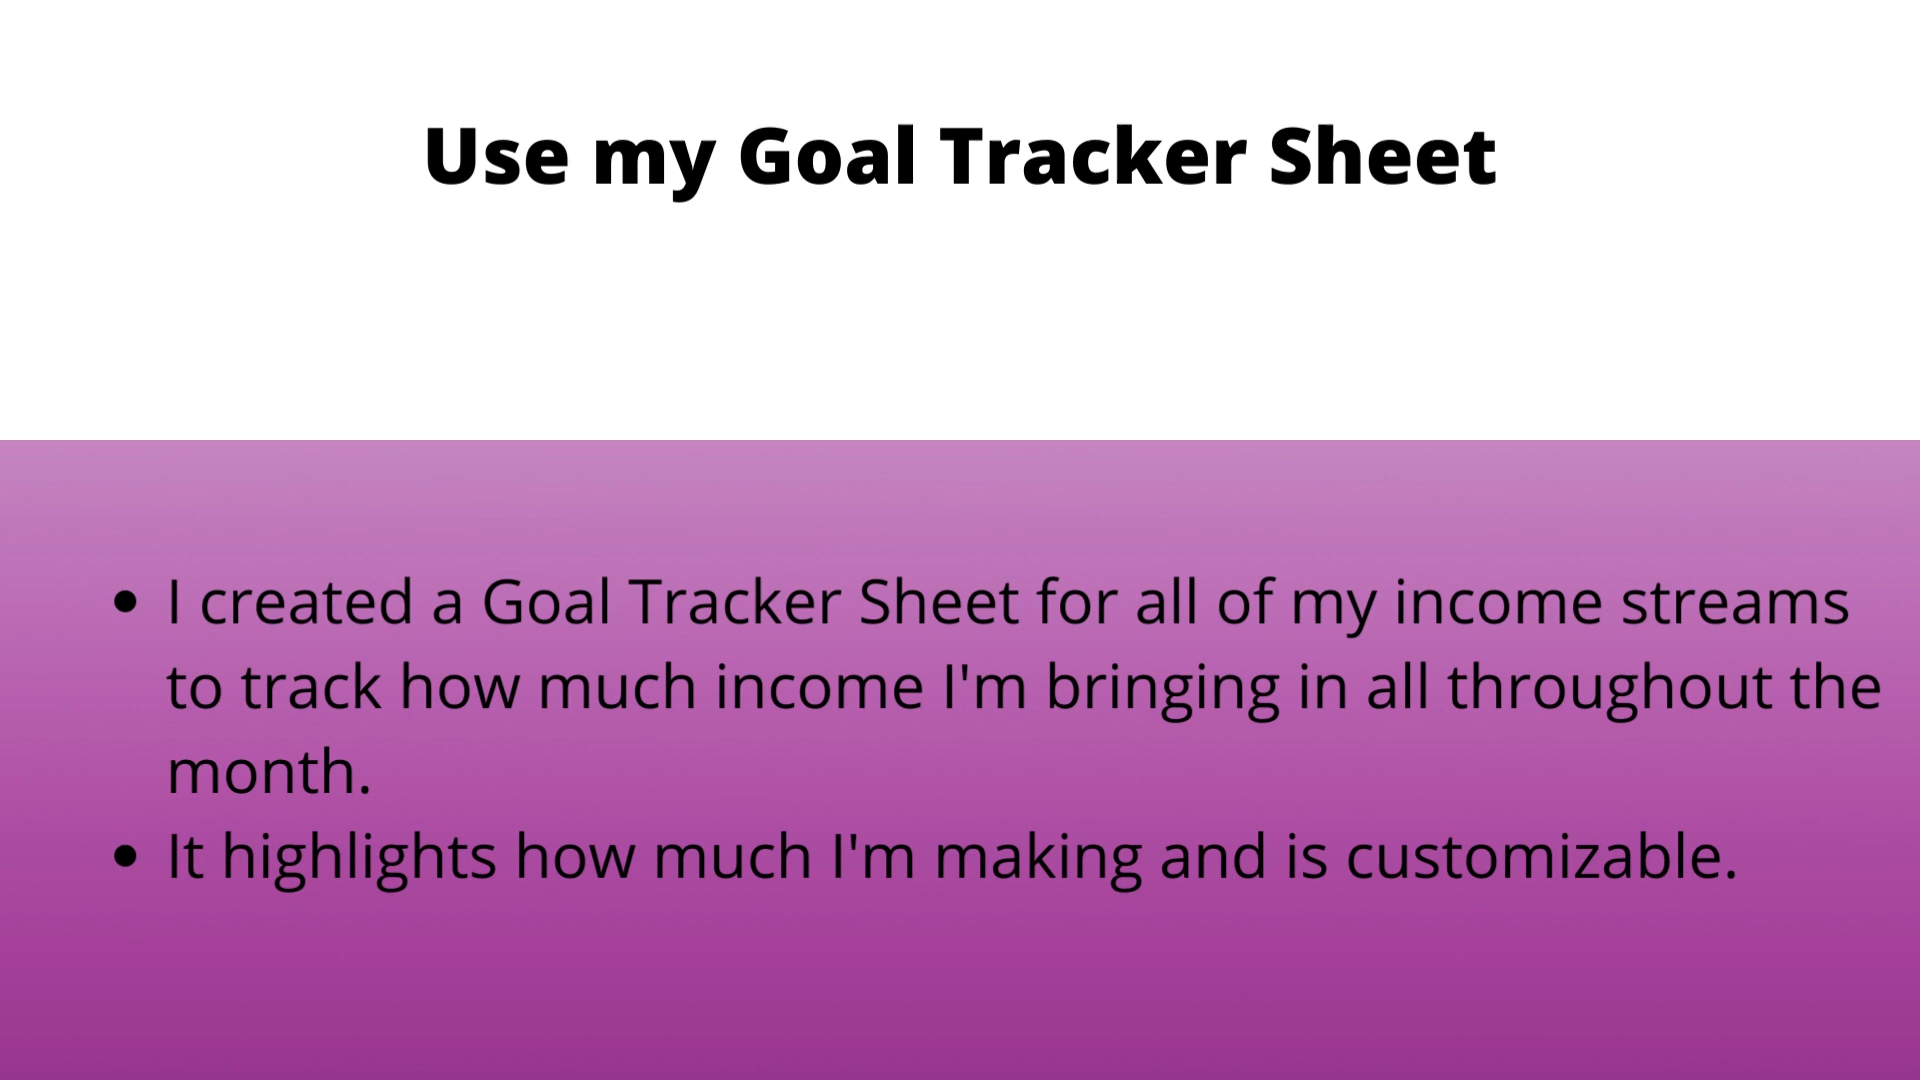 Use my Goal Tracker Sheet
• I created a Goal Tracker Sheet for all of my income streams
to track how much income I'm bringing in all throughout the
month.
• It highlights how much I'm making and is customizable.